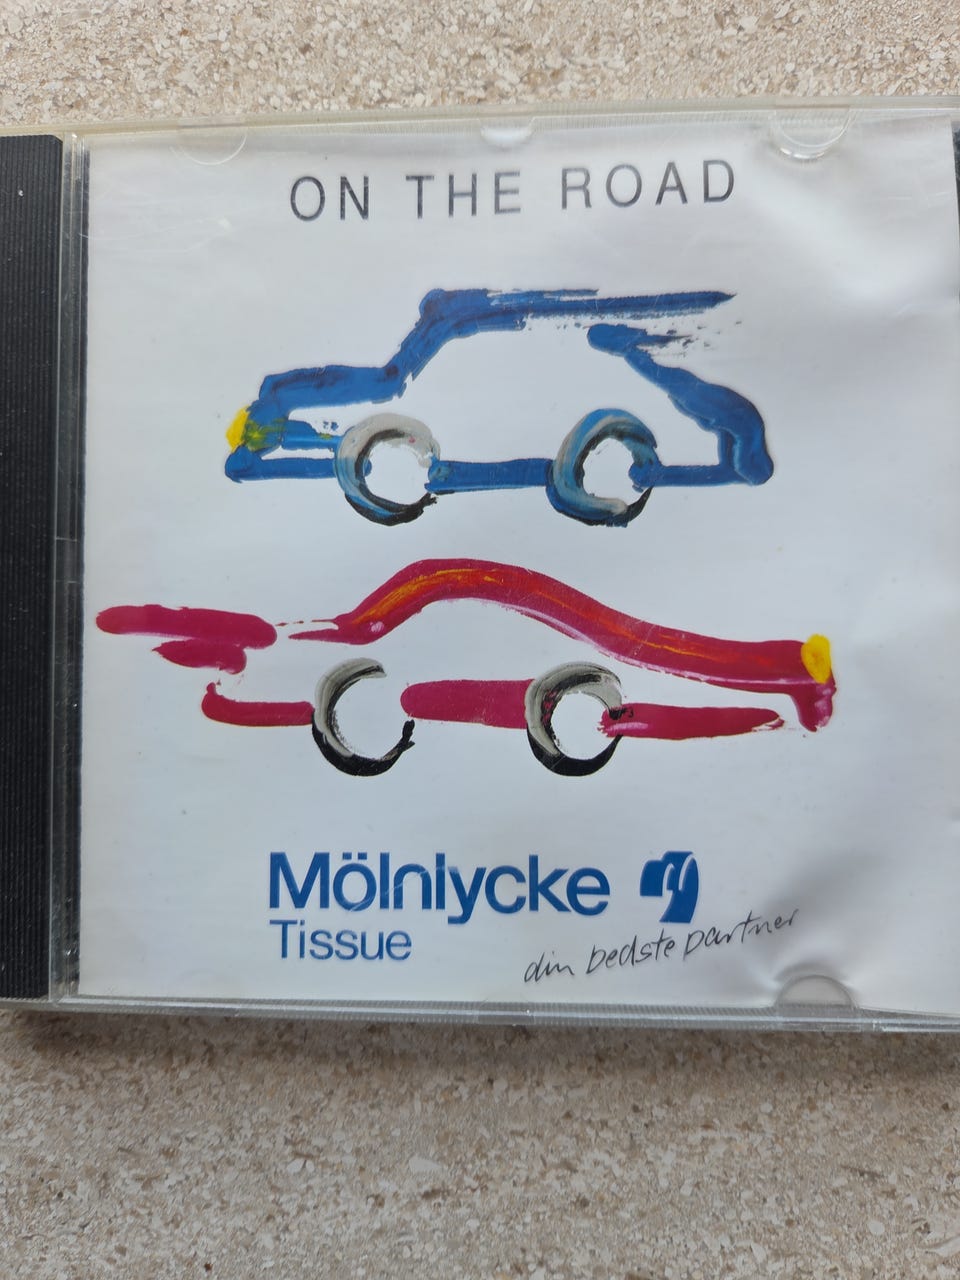 ON THE ROAD
Mölnlycke
Tissue
din bedste partner